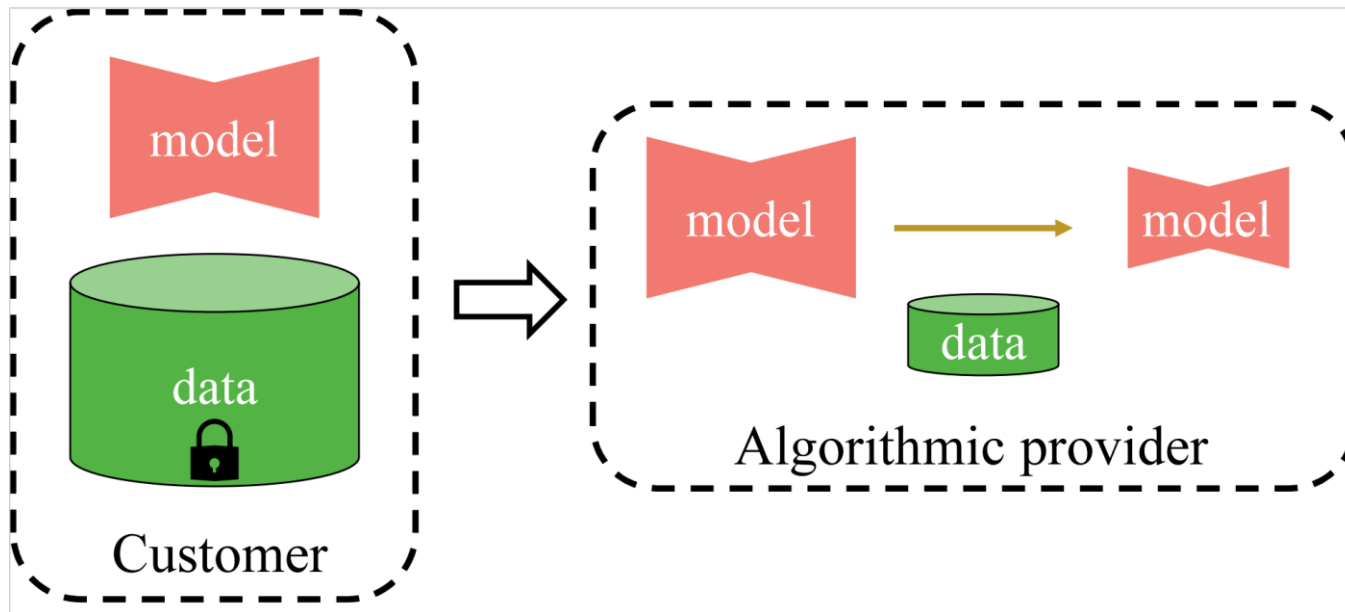 model
data
Customer
model
model
data
Algorithmic provider